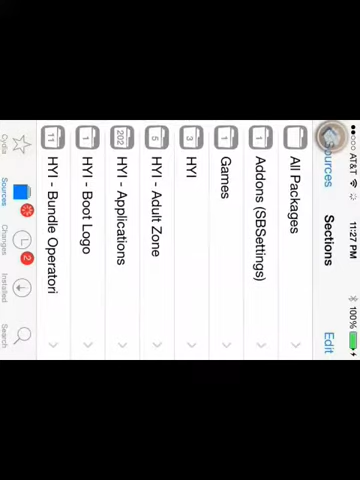 AT&T 11:27 PM 100%
Sources Sections Edit
All Packages
1 Addons (SBSettings)
1 Games
3 HYI
5 HYI - Adult Zone
202 HYI - Applications
1 HYI - Boot Logo
11 HYI - Bundle Operatori
Cydia Sources Changes 2 Installed Search